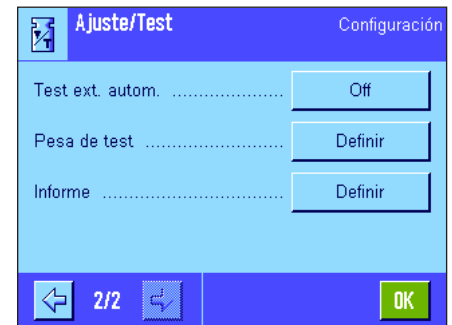 Ajuste/Test Configuración
Test ext. autom. ..................... Off
Pesa de test .......................... Definir
Informe .................................. Definir
2/2 OK